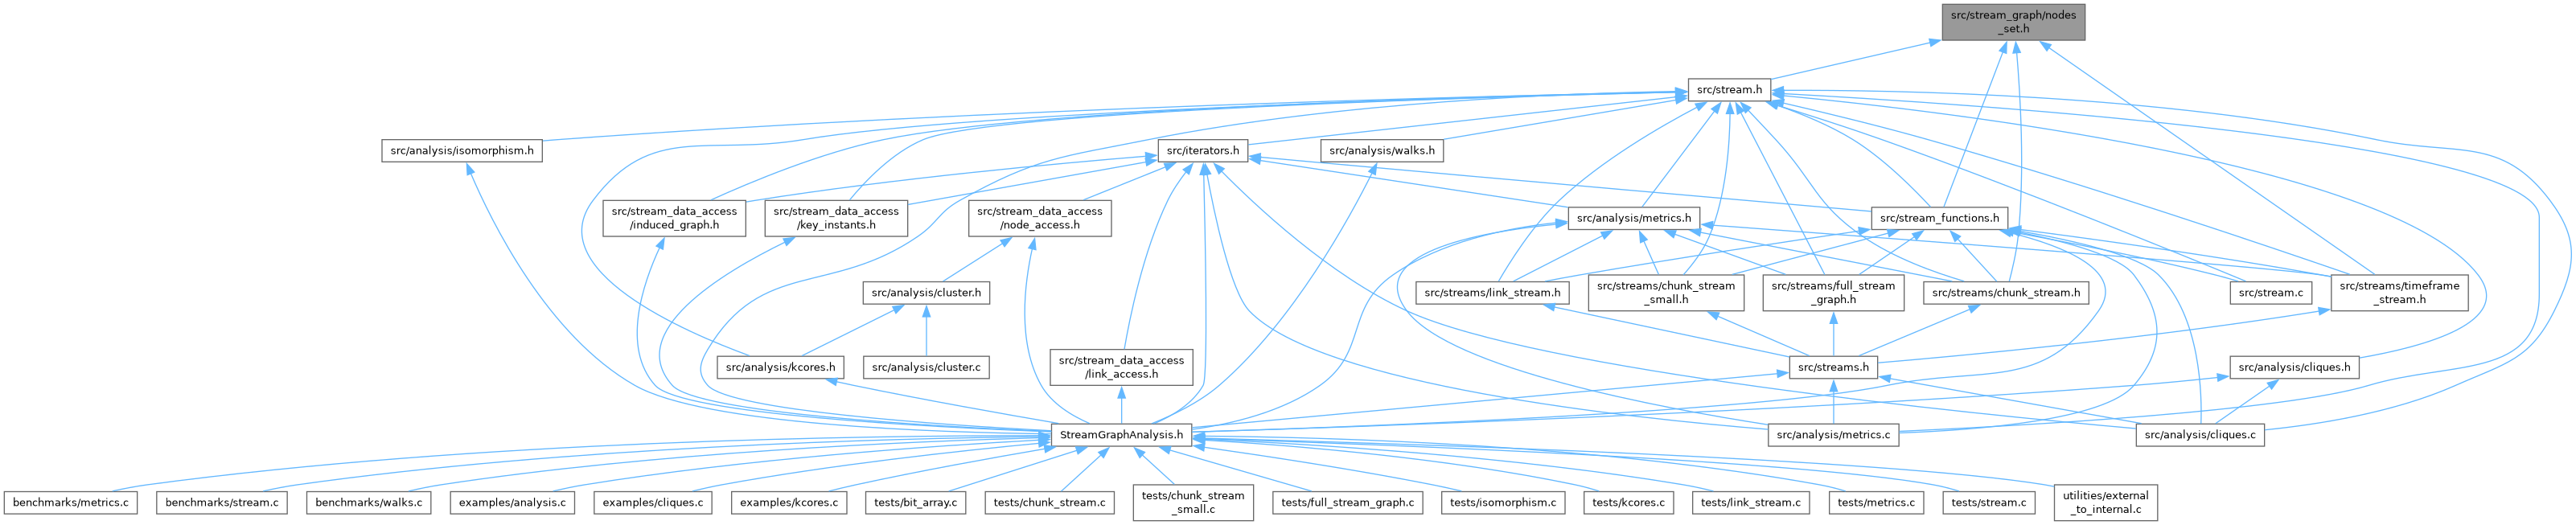 src/stream_graph/nodes
_set.h
src/stream.h
src/analysis/isomorphism.h
src/iterators.h
src/analysis/walks.h
src/stream_data_access
/induced_graph.h
src/stream_data_access
/key_instants.h
src/stream_data_access
/node_access.h
src/analysis/metrics.h
src/stream_functions.h
src/analysis/cluster.h
src/streams/link_stream.h
src/streams/chunk_stream
_small.h
src/streams/full_stream
_graph.h
src/streams/chunk_stream.h
src/stream.c
src/streams/timeframe
_stream.h
src/analysis/kcores.h
src/analysis/cluster.c
src/stream_data_access
/link_access.h
src/streams.h
src/analysis/cliques.h
StreamGraphAnalysis.h
src/analysis/metrics.c
src/analysis/cliques.c
benchmarks/metrics.c
benchmarks/stream.c
benchmarks/walks.c
examples/analysis.c
examples/cliques.c
examples/kcores.c
tests/bit_array.c
tests/chunk_stream.c
tests/chunk_stream
_small.c
tests/full_stream_graph.c
tests/isomorphism.c
tests/kcores.c
tests/link_stream.c
tests/metrics.c
tests/stream.c
utilities/external
_to_internal.c